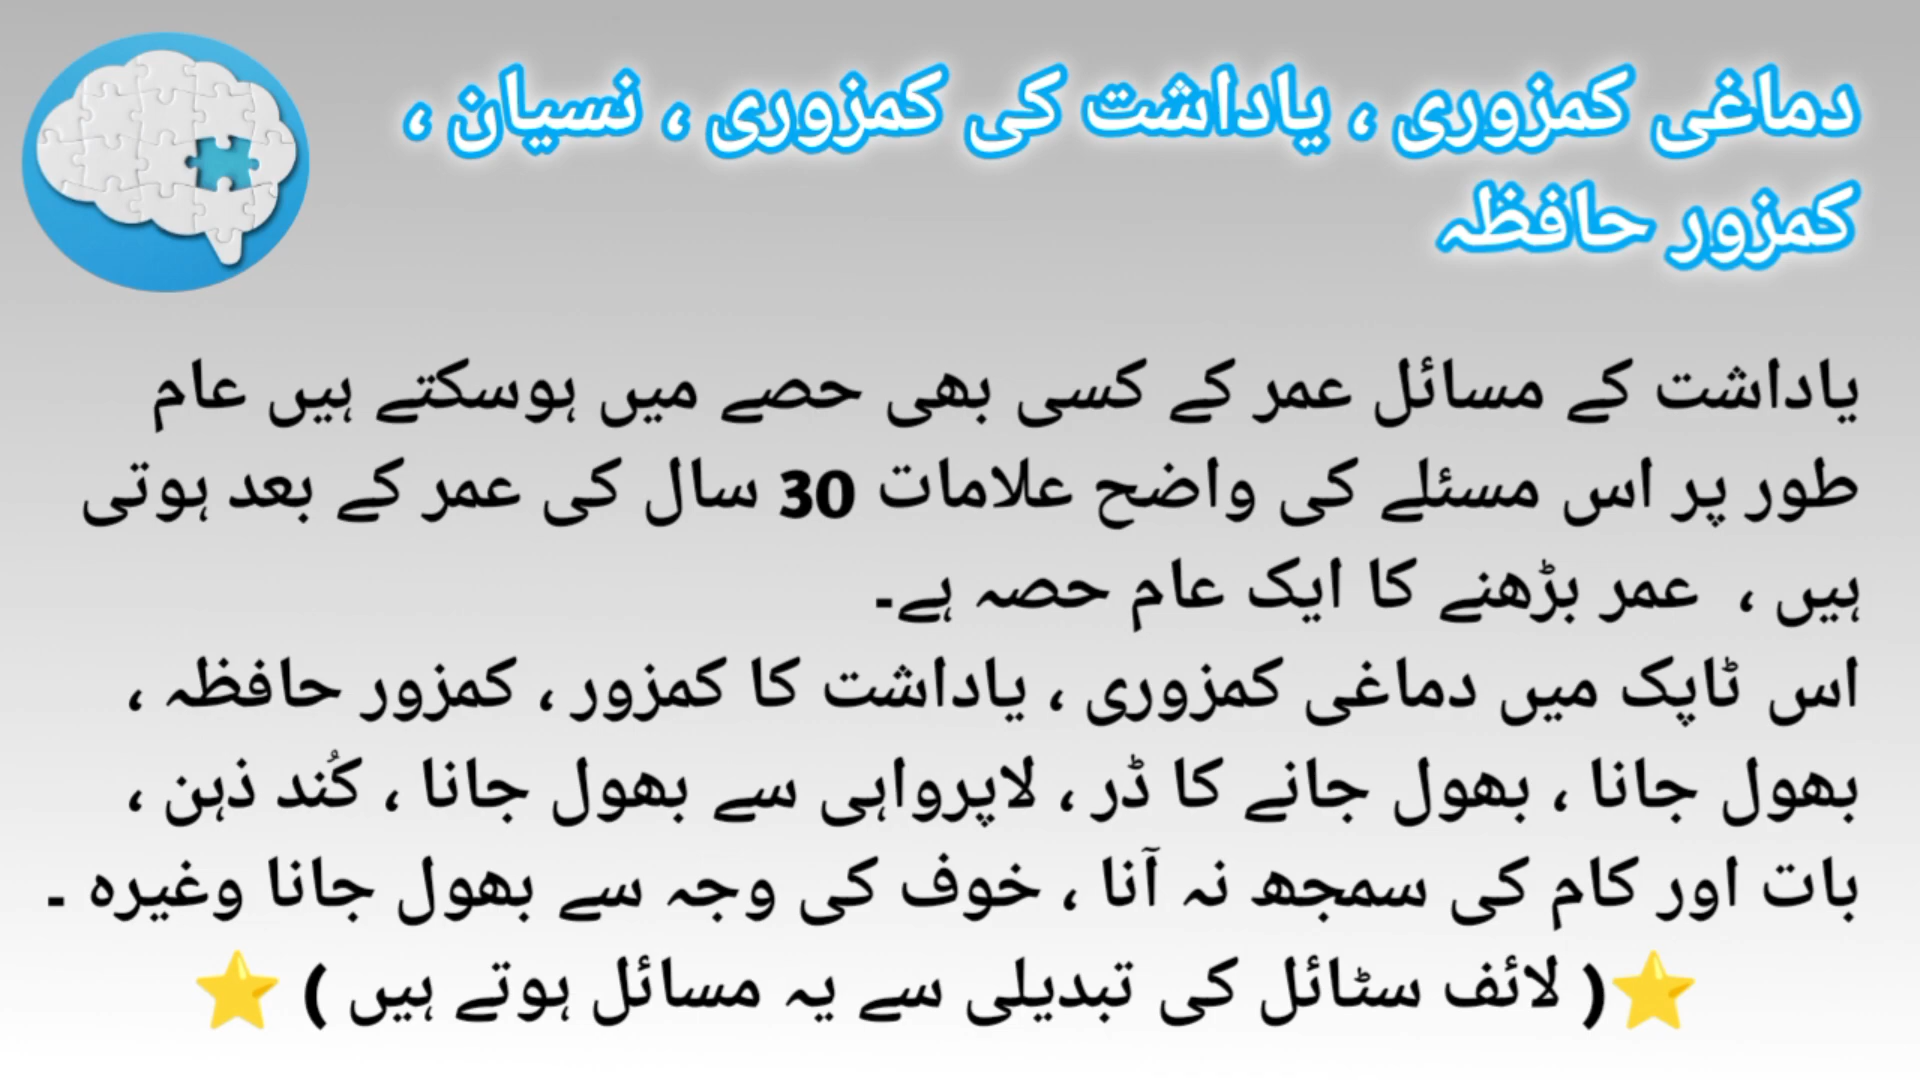 دماغی کمزوری ، یاداشت کی کمزوری ، نسیان ،
کمزور حافظہ
یاداشت کے مسائل عمر کے کسی بھی حصے میں ہوسکتے ہیں عام
طور پر اس مسئلے کی واضح علامات 30 سال کی عمر کے بعد ہوتی
ہیں ، عمر بڑھنے کا ایک عام حصہ ہے۔
اس ٹاپک میں دماغی کمزوری ، یاداشت کا کمزور ، کمزور حافظہ ،
بھول جانا ، بھول جانے کا ڈر ، لاپرواہی سے بھول جانا ، کُند ذہن ،
بات اور کام کی سمجھ نہ آنا ، خوف کی وجہ سے بھول جانا وغیرہ ۔
⭐( لائف سٹائل کی تبدیلی سے یہ مسائل ہوتے ہیں ) ⭐